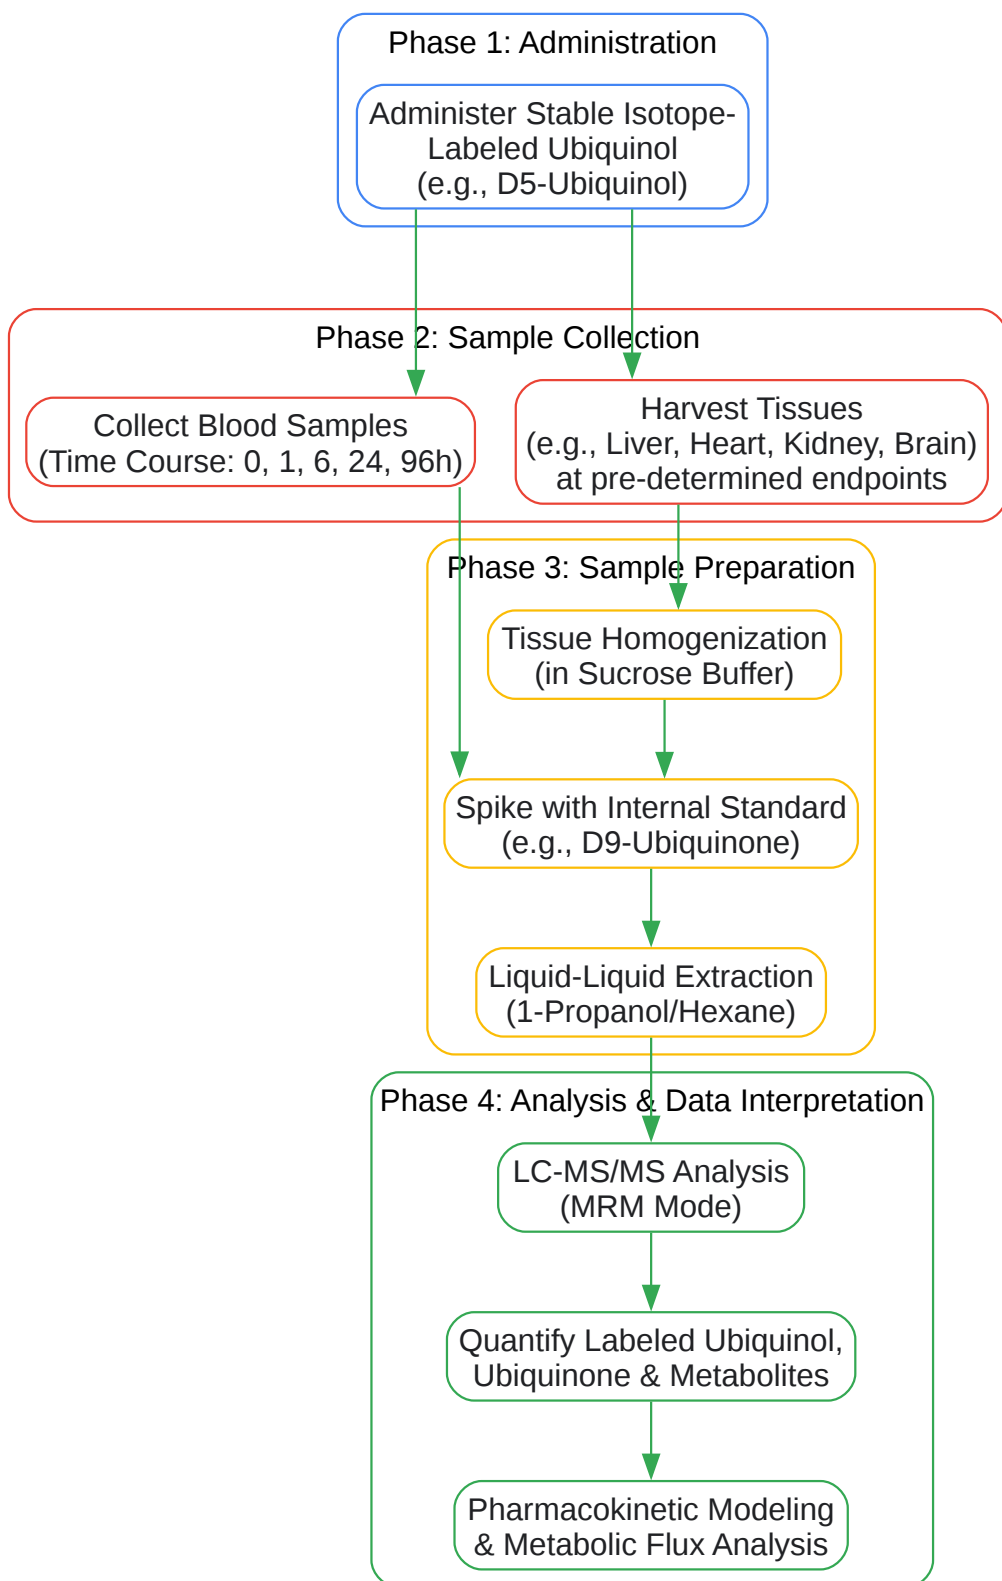 Phase 1: Administration
Administer Stable Isotope-
Labeled Ubiquinol
(e.g., D5-Ubiquinol)
Phase 2: Sample Collection
Collect Blood Samples
(Time Course: 0, 1, 6, 24, 96h)
Harvest Tissues
(e.g., Liver, Heart, Kidney, Brain)
at pre-determined endpoints
Phase 3: Sample Preparation
Tissue Homogenization
(in Sucrose Buffer)
Spike with Internal Standard
(e.g., D9-Ubiquinone)
Liquid-Liquid Extraction
(1-Propanol/Hexane)
Phase 4: Analysis & Data Interpretation
LC-MS/MS Analysis
(MRM Mode)
Quantify Labeled Ubiquinol,
Ubiquinone & Metabolites
Pharmacokinetic Modeling
& Metabolic Flux Analysis